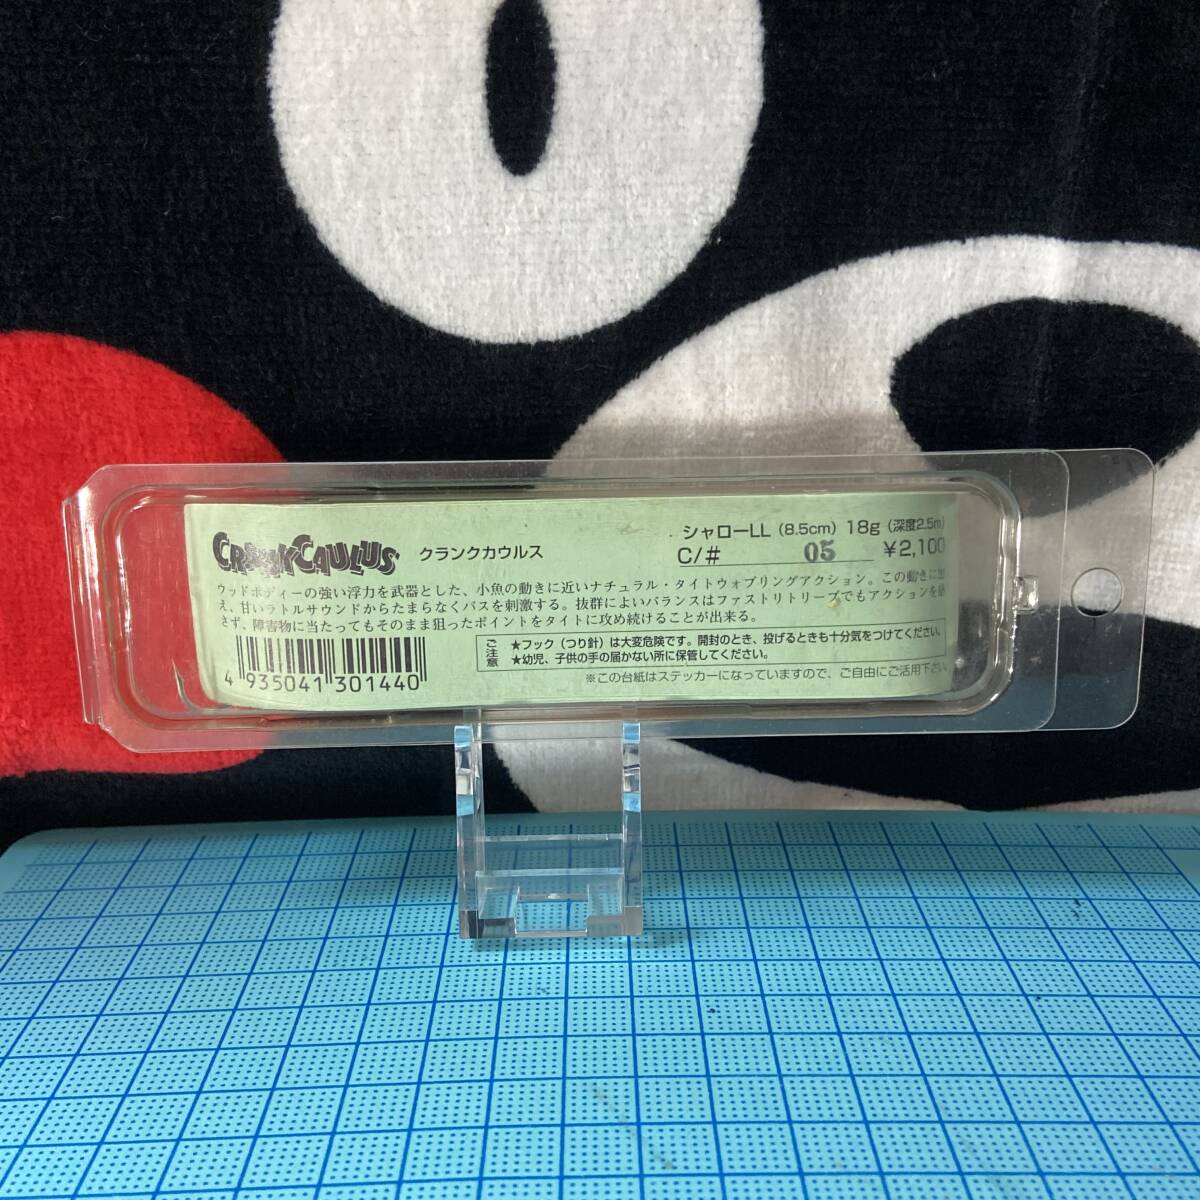 CRANK CAULUS クランクカウルス
シャローLL (8.5cm) 18g (深度2.5m)
C/# 05 ¥2,100
ウッドボディーの強い浮力を武器とした、小魚の動きに近いナチュラル・タイトウォブリングアクション。この動きに加
え、甘いラトルサウンドからたまらなくバスを刺激する。抜群によいバランスはファストリトリーブでもアクションを崩
さず、障害物に当たってもそのまま狙ったポイントをタイトに攻め続けることが出来る。
ご注意
★フック(つり針)は大変危険です。開封のとき、投げるときも十分気をつけてください。
★幼児、子供の手の届かない所に保管してください。
※この台紙はステッカーになっていますので、ご自由にご活用下さい
4 935041 301440